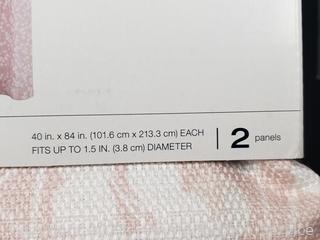 40 in. x 84 in. (101.6 cm x 213.3 cm) EACH
FITS UP TO 1.5 IN. (3.8 cm) DIAMETER
2 panels